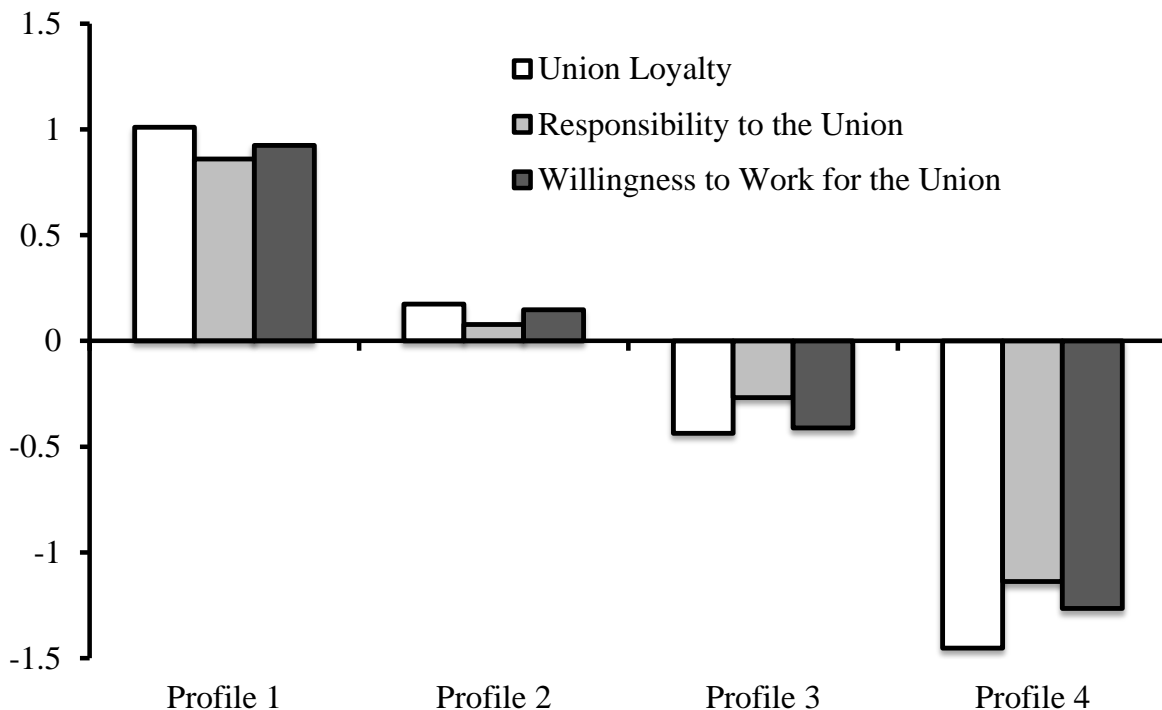 1.5
Union Loyalty
Responsibility to the Union
Willingness to Work for the Union
1
0.5
0
-0.5
-1
-1.5
Profile 1 Profile 2 Profile 3 Profile 4